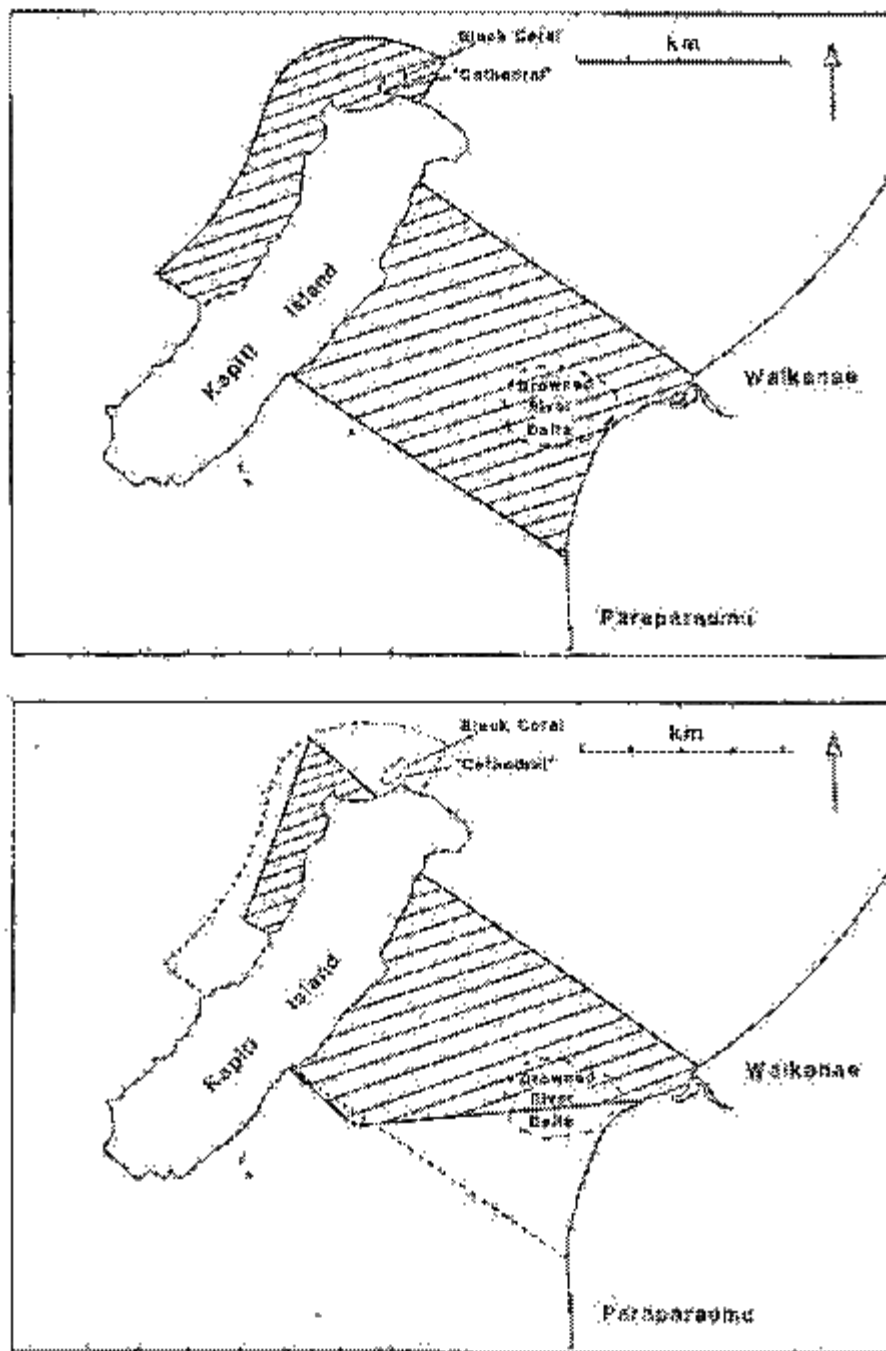 Black Coral
km
"Cathedral"
Kapiti
Island
Drowned
River
Delta
Waikanae
Paraparaumu
Black Coral
km
"Cathedral"
Kapiti
Island
Drowned
River
Delta
Waikanae
Paraparaumu